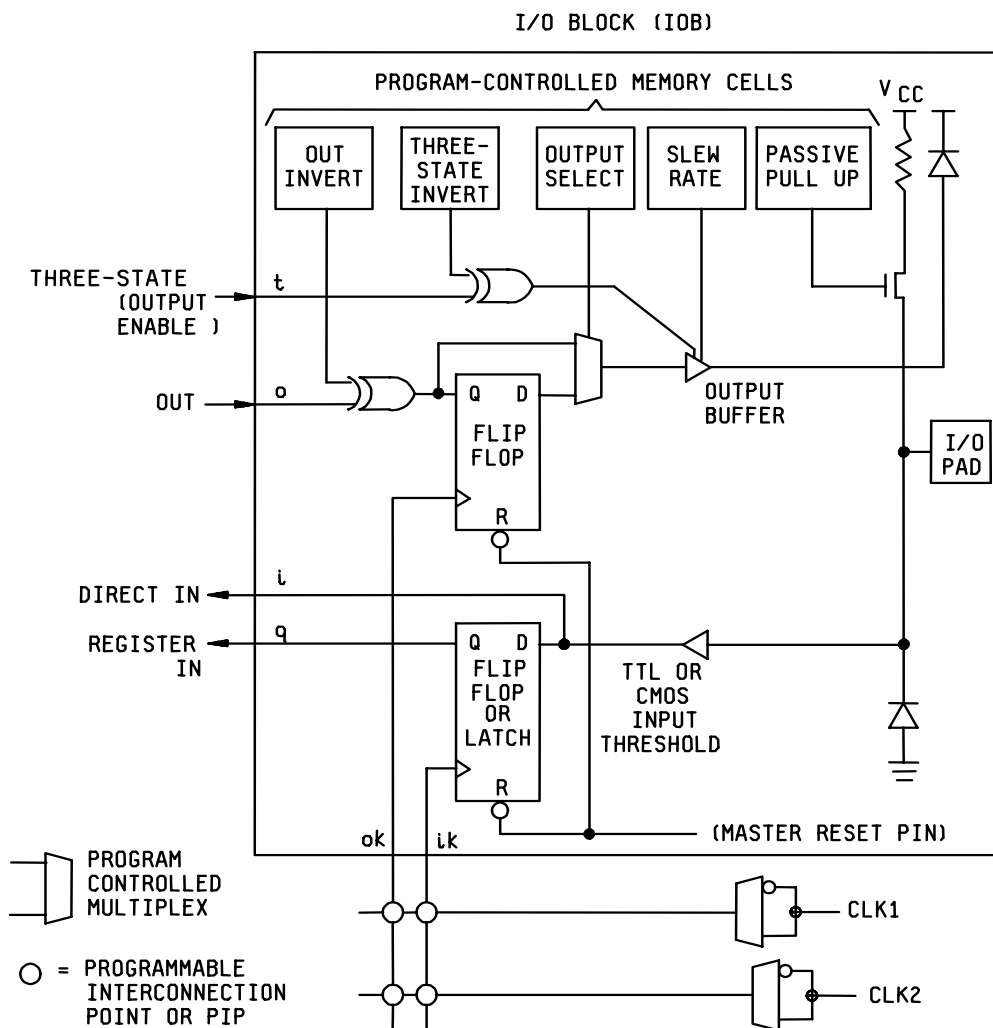 I/O BLOCK (IOB)
PROGRAM-CONTROLLED MEMORY CELLS
V CC
OUT
INVERT
THREE-
STATE
INVERT
OUTPUT
SELECT
SLEW
RATE
PASSIVE
PULL UP
THREE-STATE
(OUTPUT
ENABLE )
t
OUT
o
Q D
FLIP
FLOP
R
OUTPUT
BUFFER
I/O
PAD
DIRECT IN
i
REGISTER
IN
q
Q D
FLIP
FLOP
OR
LATCH
R
TTL OR
CMOS
INPUT
THRESHOLD
(MASTER RESET PIN)
ok
ik
PROGRAM
CONTROLLED
MULTIPLEX
CLK1
= PROGRAMMABLE
INTERCONNECTION
POINT OR PIP
CLK2